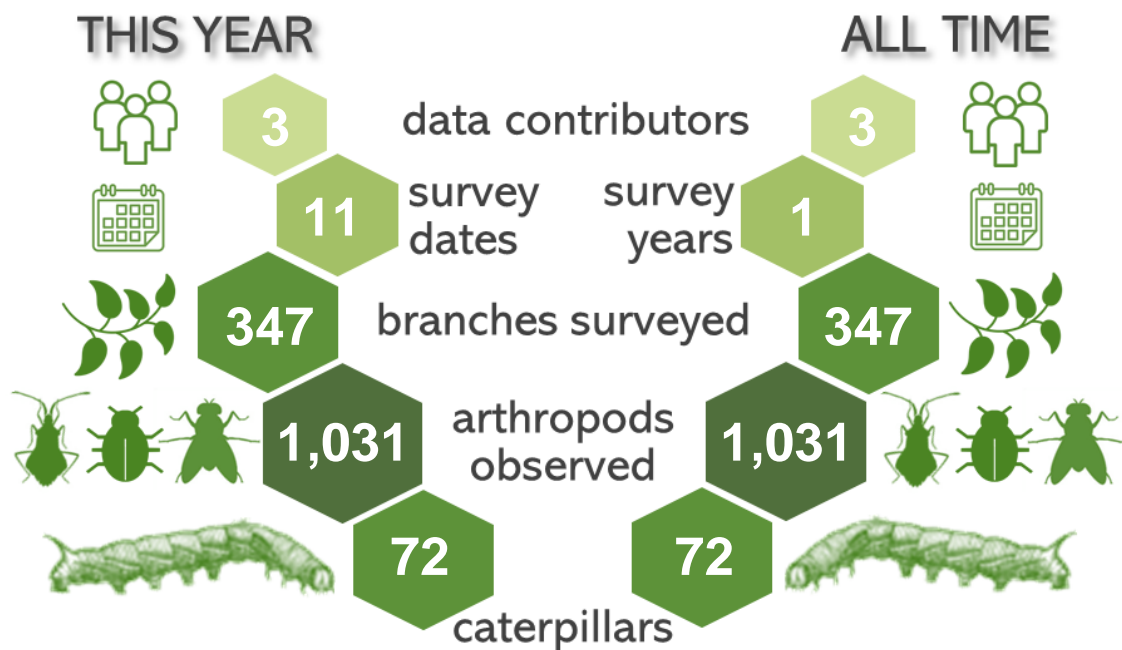 THIS YEAR
ALL TIME
3
data contributors
3
11
survey
dates
survey
years
1
347
branches surveyed
347
1,031
arthropods
observed
1,031
72
72
caterpillars